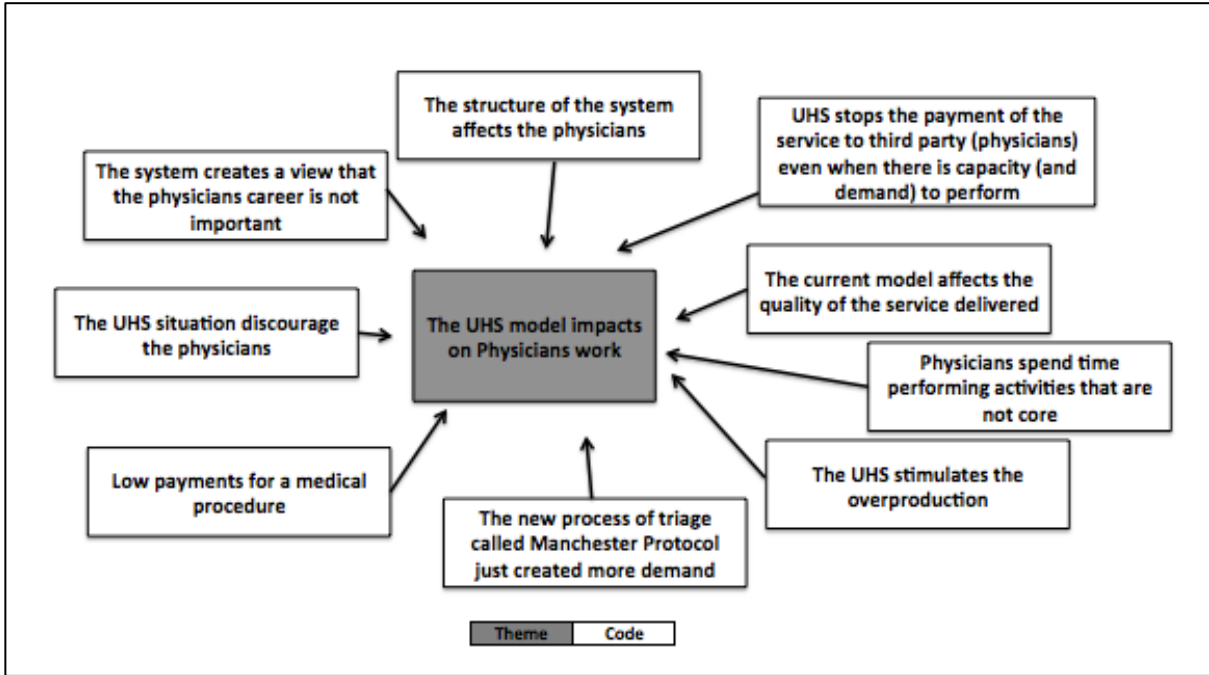 The structure of the system
affects the physicians
UHS stops the payment of the
service to third party (physicians)
even when there is capacity (and
demand) to perform
The system creates a view that
the physicians career is not
important
The current model affects the
quality of the service delivered
The UHS situation discourage
the physicians
The UHS model impacts
on Physicians work
Physicians spend time
performing activities that are
not core
Low payments for a medical
procedure
The UHS stimulates the
overproduction
The new process of triage
called Manchester Protocol
just created more demand
Theme
Code